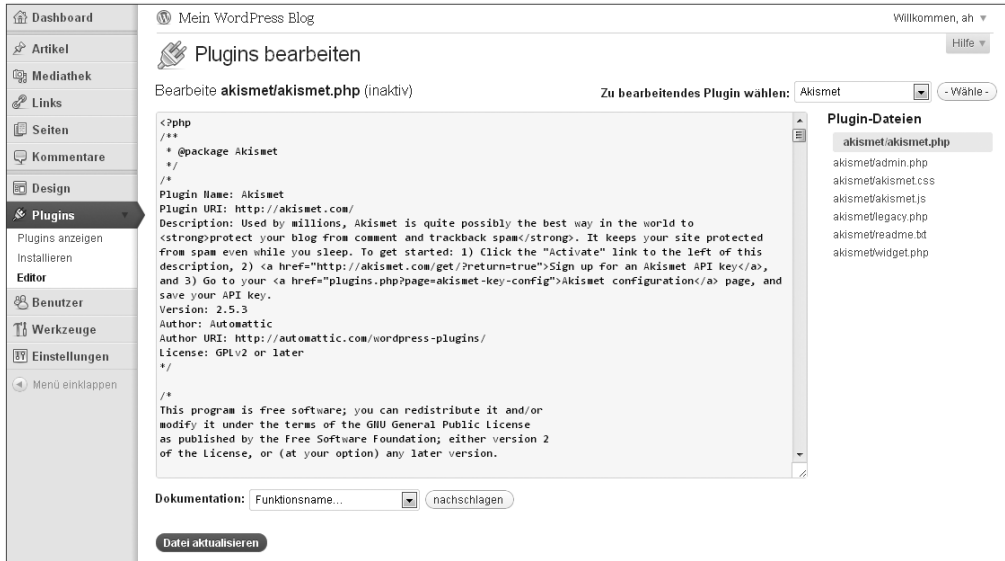 Dashboard
Artikel
Mediathek
Links
Seiten
Kommentare
Design
Plugins
Plugins anzeigen
Installieren
Editor
Benutzer
Werkzeuge
Einstellungen
Menü einklappen
Mein WordPress Blog
Willkommen, ah
Hilfe
Plugins bearbeiten
Bearbeite akismet/akismet.php (inaktiv)
Zu bearbeitendes Plugin wählen: Akismet - Wähle -
<?php
/**
 * @package Akismet
 */
/*
Plugin Name: Akismet
Plugin URI: http://akismet.com/
Description: Used by millions, Akismet is quite possibly the best way in the world to
<strong>protect your blog from comment and trackback spam</strong>. It keeps your site protected
from spam even while you sleep. To get started: 1) Click the "Activate" link to the left of this
description, 2) <a href="http://akismet.com/get/?return=true">Sign up for an Akismet API key</a>,
and 3) Go to your <a href="plugins.php?page=akismet-key-config">Akismet configuration</a> page, and
save your API key.
Version: 2.5.3
Author: Automattic
Author URI: http://automattic.com/wordpress-plugins/
License: GPLv2 or later
*/
/*
This program is free software; you can redistribute it and/or
modify it under the terms of the GNU General Public License
as published by the Free Software Foundation; either version 2
of the License, or (at your option) any later version.
Plugin-Dateien
akismet/akismet.php
akismet/admin.php
akismet/akismet.css
akismet/akismet.js
akismet/legacy.php
akismet/readme.txt
akismet/widget.php
Dokumentation: Funktionsname... nachschlagen
Datei aktualisieren